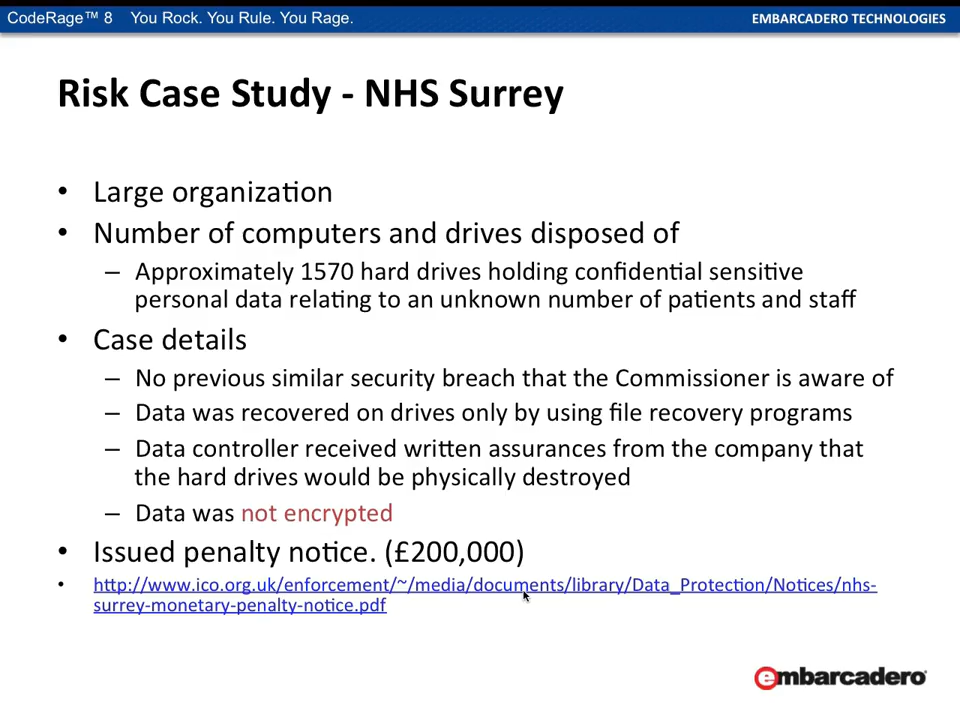 CodeRage™ 8 You Rock. You Rule. You Rage.
EMBARCADERO TECHNOLOGIES
Risk Case Study - NHS Surrey
• Large organization
• Number of computers and drives disposed of
– Approximately 1570 hard drives holding confidential sensitive
personal data relating to an unknown number of patients and staff
• Case details
– No previous similar security breach that the Commissioner is aware of
– Data was recovered on drives only by using file recovery programs
– Data controller received written assurances from the company that
the hard drives would be physically destroyed
– Data was not encrypted
• Issued penalty notice. (£200,000)
• http://www.ico.org.uk/enforcement/~/media/documents/library/Data_Protection/Notices/nhs-
surrey-monetary-penalty-notice.pdf
embarcadero